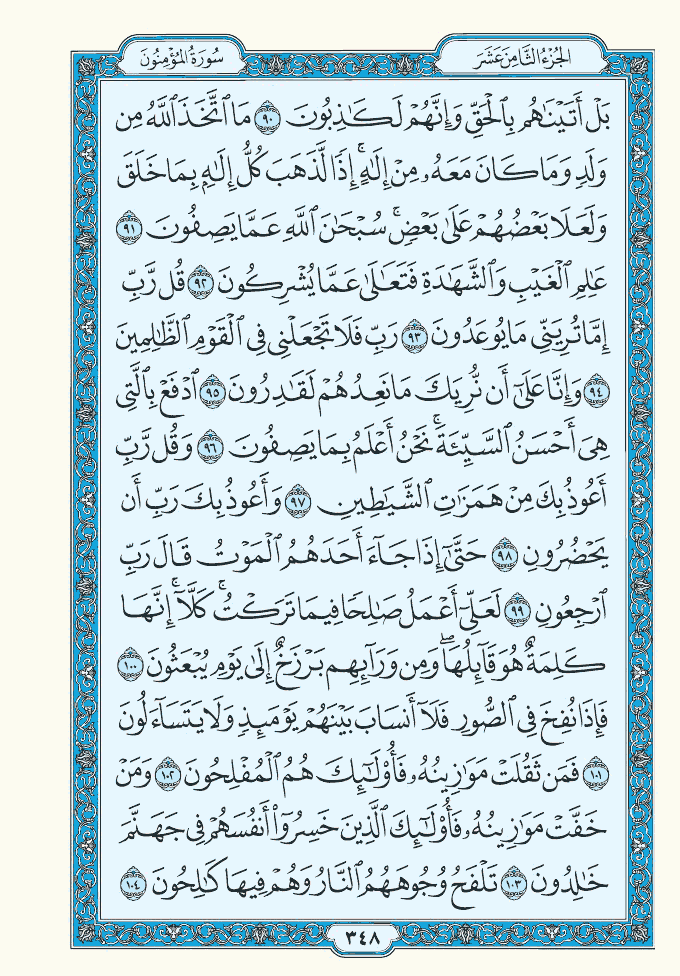 الجُزْءُ الثَّامِنَ عَشَرَ
سُورَةُ المُؤْمِنُونَ
بَلْ أَتَيْنَٰهُم بِٱلْحَقِّ وَإِنَّهُمْ لَكَٰذِبُونَ ٩٠ مَا ٱتَّخَذَ ٱللَّهُ مِن
وَلَدٍ وَمَا كَانَ مَعَهُۥ مِنْ إِلَٰهٍ ۚ إِذًا لَّذَهَبَ كُلُّ إِلَٰهٍۭ بِمَا خَلَقَ
وَلَعَلَا بَعْضُهُمْ عَلَىٰ بَعْضٍ ۚ سُبْحَٰنَ ٱللَّهِ عَمَّا يَصِفُونَ ٩١
عَٰلِمِ ٱلْغَيْبِ وَٱلشَّهَٰدَةِ فَتَعَٰلَىٰ عَمَّا يُشْرِكُونَ ٩٢ قُل رَّبِّ
إِمَّا تُرِيَنِّي مَا يُوعَدُونَ ٩٣ رَبِّ فَلَا تَجْعَلْنِي فِي ٱلْقَوْمِ ٱلظَّٰلِمِينَ
٩٤ وَإِنَّا عَلَىٰٓ أَن نُّرِيَكَ مَا نَعِدُهُمْ لَقَٰدِرُونَ ٩٥ ٱدْفَعْ بِٱلَّتِي
هِيَ أَحْسَنُ ٱلسَّيِّئَةَ ۚ نَحْنُ أَعْلَمُ بِمَا يَصِفُونَ ٩٦ وَقُل رَّبِّ
أَعُوذُ بِكَ مِنْ هَمَزَٰتِ ٱلشَّيَٰطِينِ ٩٧ وَأَعُوذُ بِكَ رَبِّ أَن
يَحْضُرُونِ ٩٨ حَتَّىٰٓ إِذَا جَآءَ أَحَدَهُمُ ٱلْمَوْتُ قَالَ رَبِّ
ٱرْجِعُونِ ٩٩ لَعَلِّيٓ أَعْمَلُ صَٰلِحًا فِيمَا تَرَكْتُ ۚ كَلَّآ ۚ إِنَّهَا
كَلِمَةٌ هُوَ قَآئِلُهَا ۖ وَمِن وَرَآئِهِم بَرْزَخٌ إِلَىٰ يَوْمِ يُبْعَثُونَ ١٠٠
فَإِذَا نُفِخَ فِي ٱلصُّورِ فَلَآ أَنسَابَ بَيْنَهُمْ يَوْمَئِذٍ وَلَا يَتَسَآءَلُونَ
١٠١ فَمَن ثَقُلَتْ مَوَٰزِينُهُۥ فَأُو۟لَٰٓئِكَ هُمُ ٱلْمُفْلِحُونَ ١٠٢ وَمَنْ
خَفَّتْ مَوَٰزِينُهُۥ فَأُو۟لَٰٓئِكَ ٱلَّذِينَ خَسِرُوٓا۟ أَنفُسَهُمْ فِي جَهَنَّمَ
خَٰلِدُونَ ١٠٣ تَلْفَحُ وُجُوهَهُمُ ٱلنَّارُ وَهُمْ فِيهَا كَٰلِحُونَ ١٠٤
٣٤٨